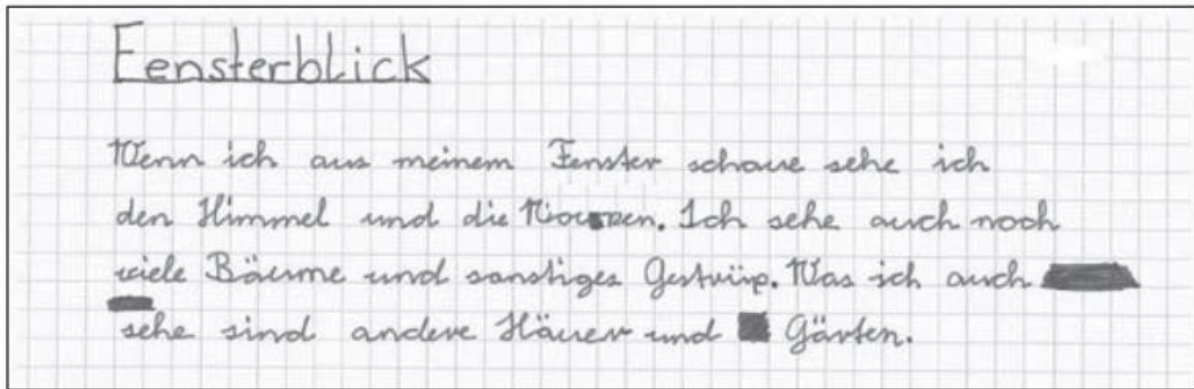 Fensterblick
Wenn ich aus meinem Fenster schaue sehe ich
den Himmel und die. Ich sehe auch noch
viele Bäume und sonstiges Gestrüp. Was ich auch
sehe sind andere Häuer und Gärten.